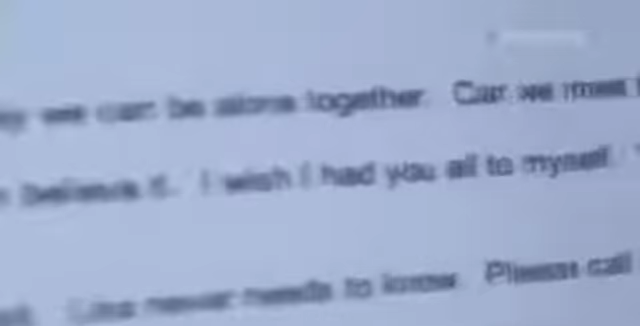 we can be alone together. Can we meet
believe it. I wish I had you all to myself.
never needs to know. Please call